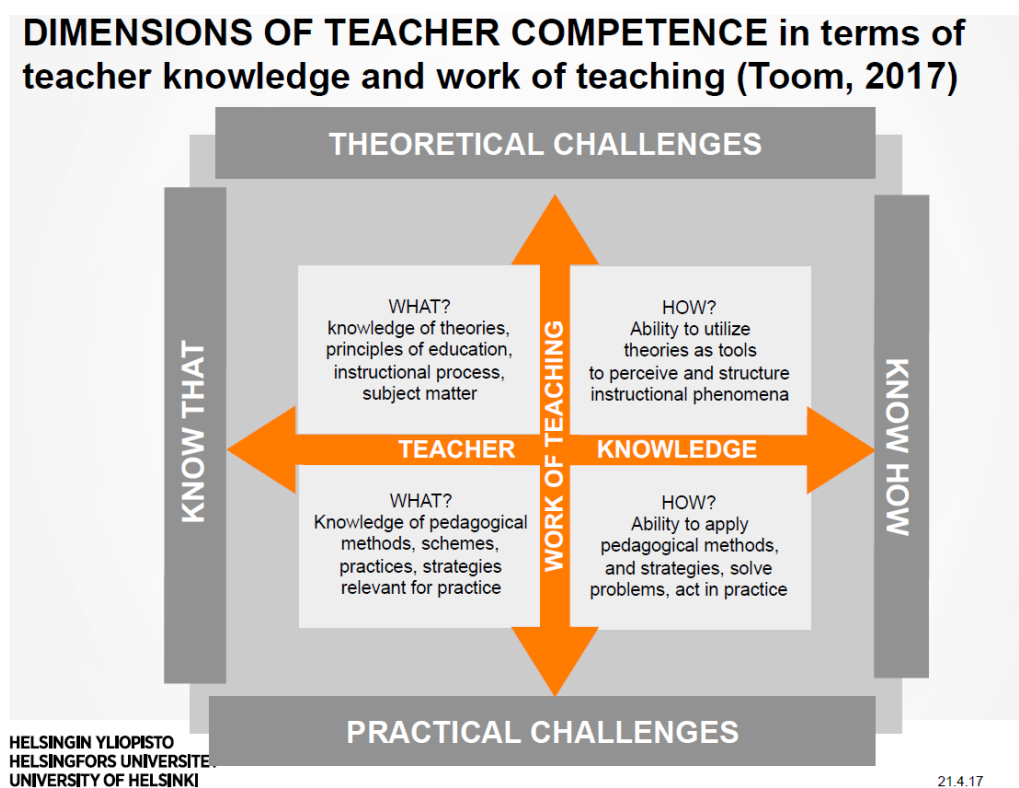 DIMENSIONS OF TEACHER COMPETENCE in terms of
teacher knowledge and work of teaching (Toom, 2017)
THEORETICAL CHALLENGES
KNOW THAT
WHAT?
knowledge of theories,
principles of education,
instructional process,
subject matter
HOW?
Ability to utilize
theories as tools
to perceive and structure
instructional phenomena
KNOW HOW
WORK OF TEACHING
TEACHER KNOWLEDGE
WHAT?
Knowledge of pedagogical
methods, schemes,
practices, strategies
relevant for practice
HOW?
Ability to apply
pedagogical methods,
and strategies, solve
problems, act in practice
PRACTICAL CHALLENGES
HELSINGIN YLIOPISTO
HELSINGFORS UNIVERSITET
UNIVERSITY OF HELSINKI
21.4.17